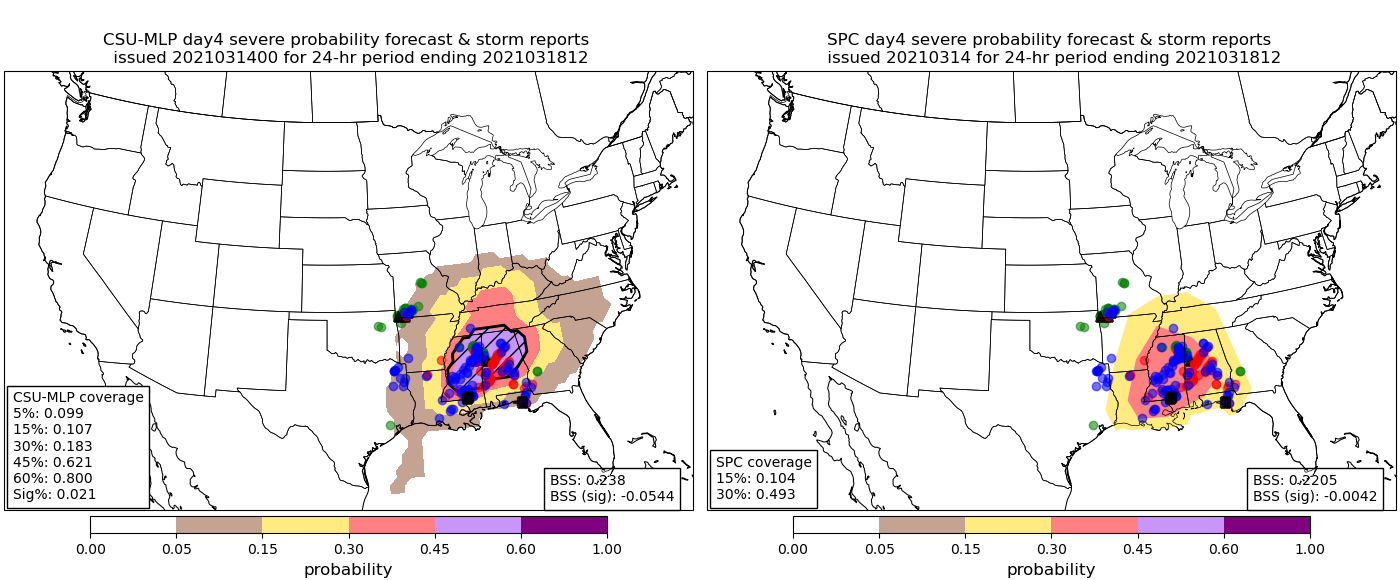 CSU-MLP day4 severe probability forecast & storm reports
issued 2021031400 for 24-hr period ending 2021031812
CSU-MLP coverage
5%: 0.099
15%: 0.107
30%: 0.183
45%: 0.621
60%: 0.800
Sig%: 0.021
BSS: 0.238
BSS (sig): -0.0544
0.00 0.05 0.15 0.30 0.45 0.60 1.00
probability
SPC day4 severe probability forecast & storm reports
issued 20210314 for 24-hr period ending 2021031812
SPC coverage
15%: 0.104
30%: 0.493
BSS: 0.2205
BSS (sig): -0.0042
0.00 0.05 0.15 0.30 0.45 0.60 1.00
probability